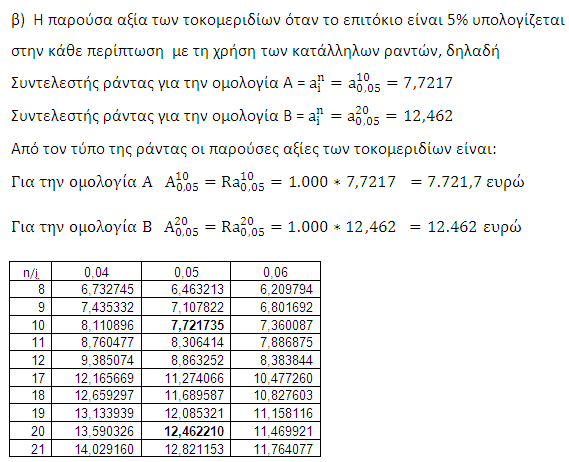 β) Η παρούσα αξία των τοκομεριδίων όταν το επιτόκιο είναι 5% υπολογίζεται
στην κάθε περίπτωση με τη χρήση των κατάλληλων ραντών, δηλαδή
Συντελεστής ράντας για την ομολογία Α = a_i^n = a_{0,05}^{10} = 7,7217
Συντελεστής ράντας για την ομολογία Β = a_i^n = a_{0,05}^{20} = 12,462
Από τον τύπο της ράντας οι παρούσες αξίες των τοκομεριδίων είναι:
Για την ομολογία Α A_{0,05}^{10} = Ra_{0,05}^{10} = 1.000 * 7,7217 = 7.721,7 ευρώ
Για την ομολογία Β A_{0,05}^{20} = Ra_{0,05}^{20} = 1.000 * 12,462 = 12.462 ευρώ
n/i 0,04 0,05 0,06
8 6,732745 6,463213 6,209794
9 7,435332 7,107822 6,801692
10 8,110896 7,721735 7,360087
11 8,760477 8,306414 7,886875
12 9,385074 8,863252 8,383844
17 12,165669 11,274066 10,477260
18 12,659297 11,689587 10,827603
19 13,133939 12,085321 11,158116
20 13,590326 12,462210 11,469921
21 14,029160 12,821153 11,764077